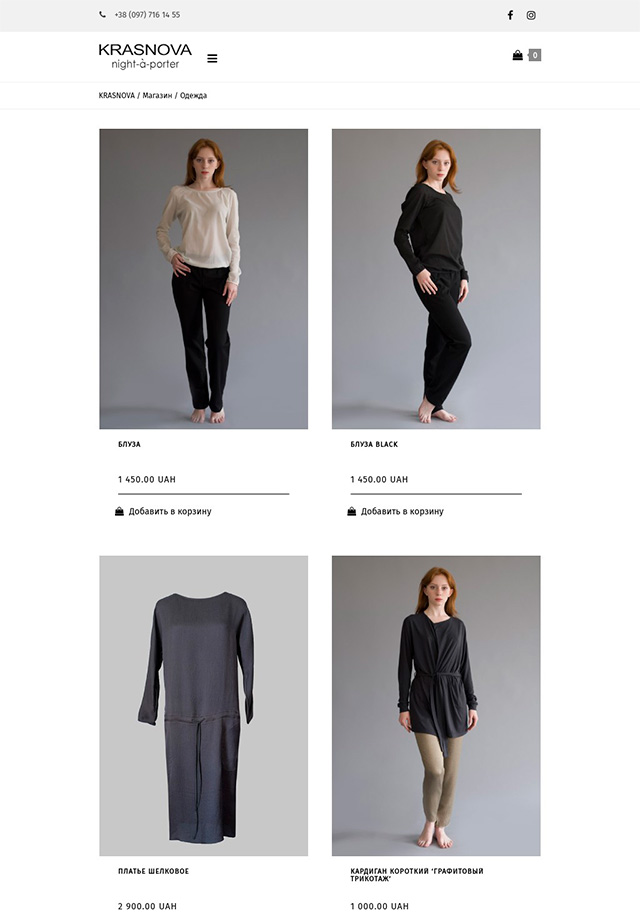 +38 (097) 716 14 55
KRASNOVA
night-à-porter
0
KRASNOVA / Магазин / Одежда
БЛУЗА
БЛУЗА BLACK
1 450.00 UAH
1 450.00 UAH
Добавить в корзину
Добавить в корзину
ПЛАТЬЕ ШЕЛКОВОЕ
КАРДИГАН КОРОТКИЙ "ГРАФИТОВЫЙ
ТРИКОТАЖ"
2 900.00 UAH
1 000.00 UAH